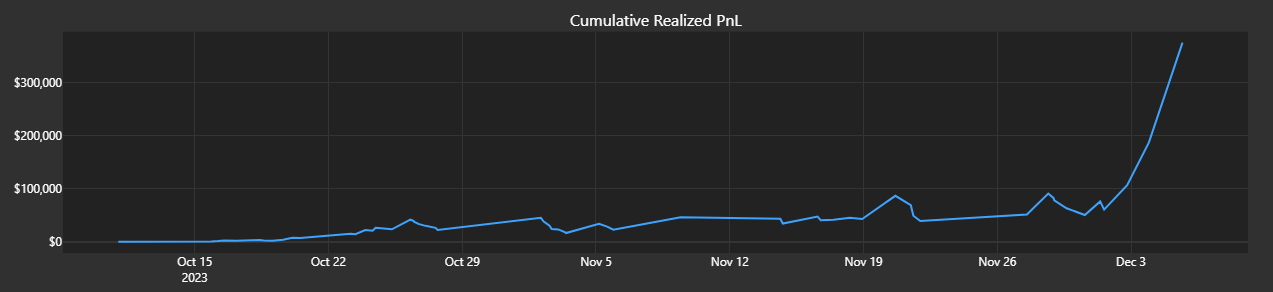 Cumulative Realized PnL
$300,000
$200,000
$100,000
$0
Oct 15
2023
Oct 22
Oct 29
Nov 5
Nov 12
Nov 19
Nov 26
Dec 3